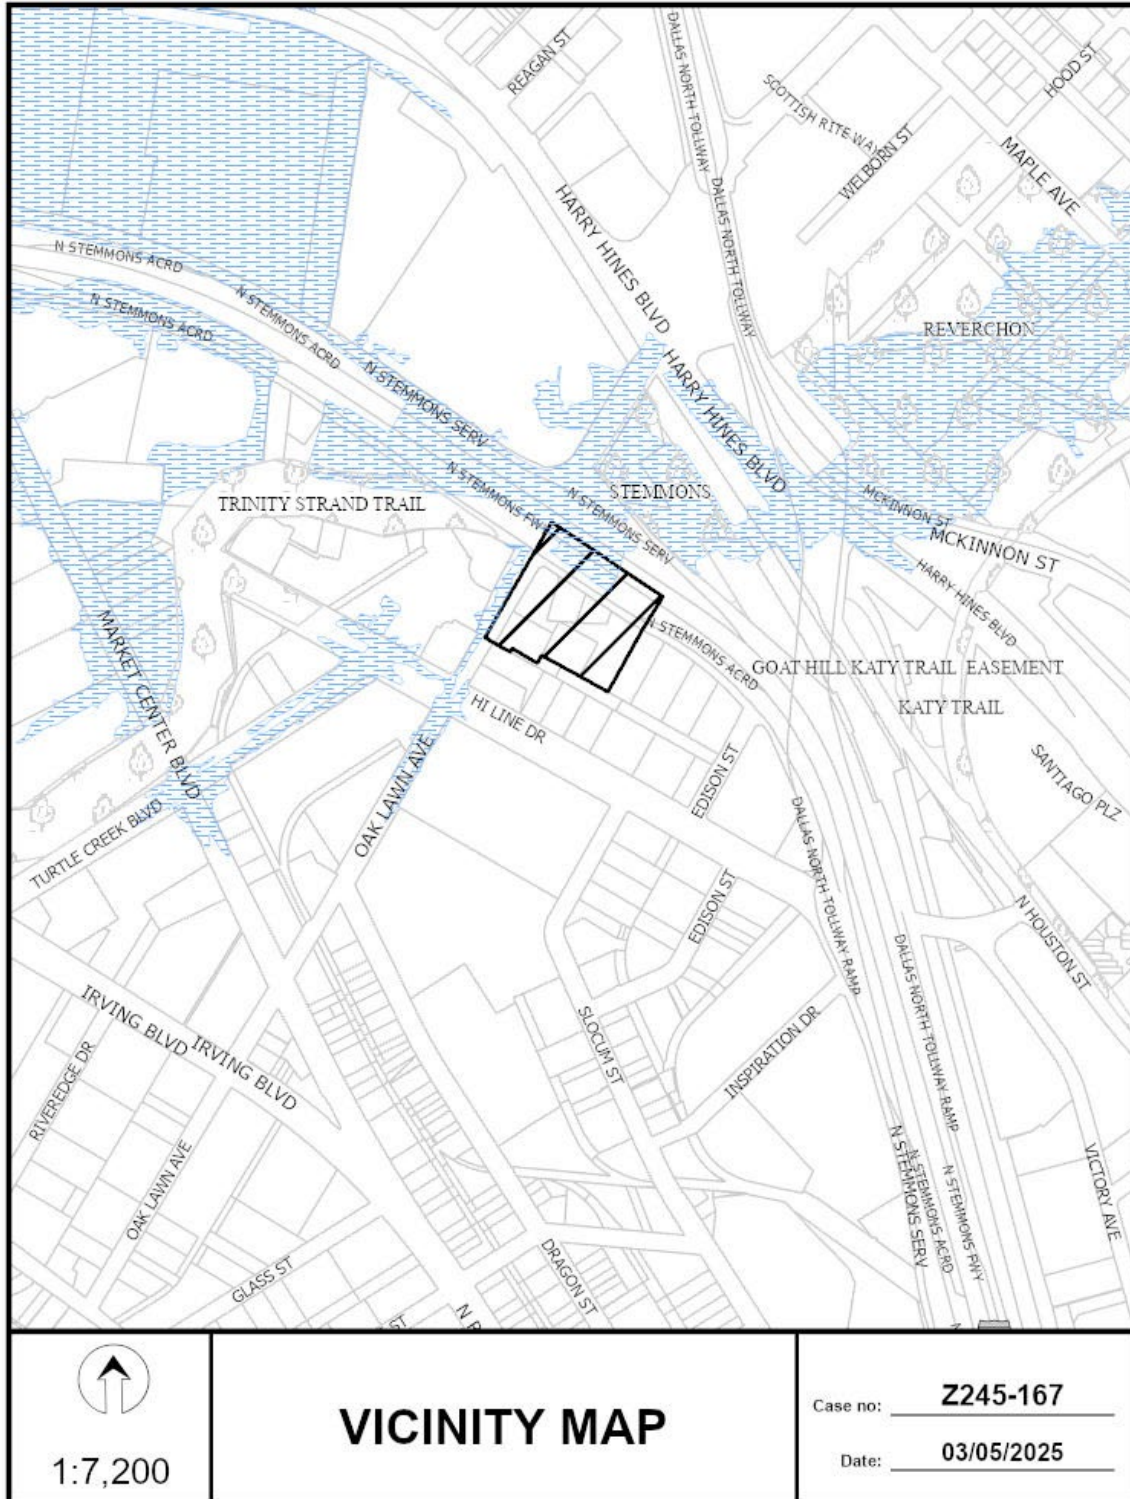 REAGAN ST
DALLAS NORTH TOLLWAY
HOOD ST
SCOTTISH RITE WAY
WELBORN ST
MAPLE AVE
DALLAS NORTH TOLLWAY
HARRY HINES BLVD
N STEMMONS ACRD
N STEMMONS ACRD
N STEMMONS ACRD
REVERCHON
N STEMMONS SERV
HARRY HINES BLVD
N STEMMONS FW
STEMMONS
N STEMMONS SERV
TRINITY STRAND TRAIL
MCKINNON ST
MCKINNON ST
HARRY HINES BLVD
MARKET CENTER BLVD
N STEMMONS ACRD
GOAT HILL KATY TRAIL EASEMENT
KATY TRAIL
HI LINE DR
SANTIAGO PLZ
OAK LAWN AVE
EDISON ST
TURTLE CREEK BLVD
DALLAS NORTH TOLLWAY RAMP
EDISON ST
N HOUSTON ST
DALLAS NORTH TOLLWAY RAMP
IRVING BLVD
IRVING BLVD
RIVEREDGE DR
SLOCUM ST
INSPIRATION DR
OAK LAWN AVE
N STEMMONS SERV
N STEMMONS ACRD
N STEMMONS FWY
VICTORY AVE
GLASS ST
DRAGON ST
1:7,200
VICINITY MAP
Case no: Z245-167
Date: 03/05/2025